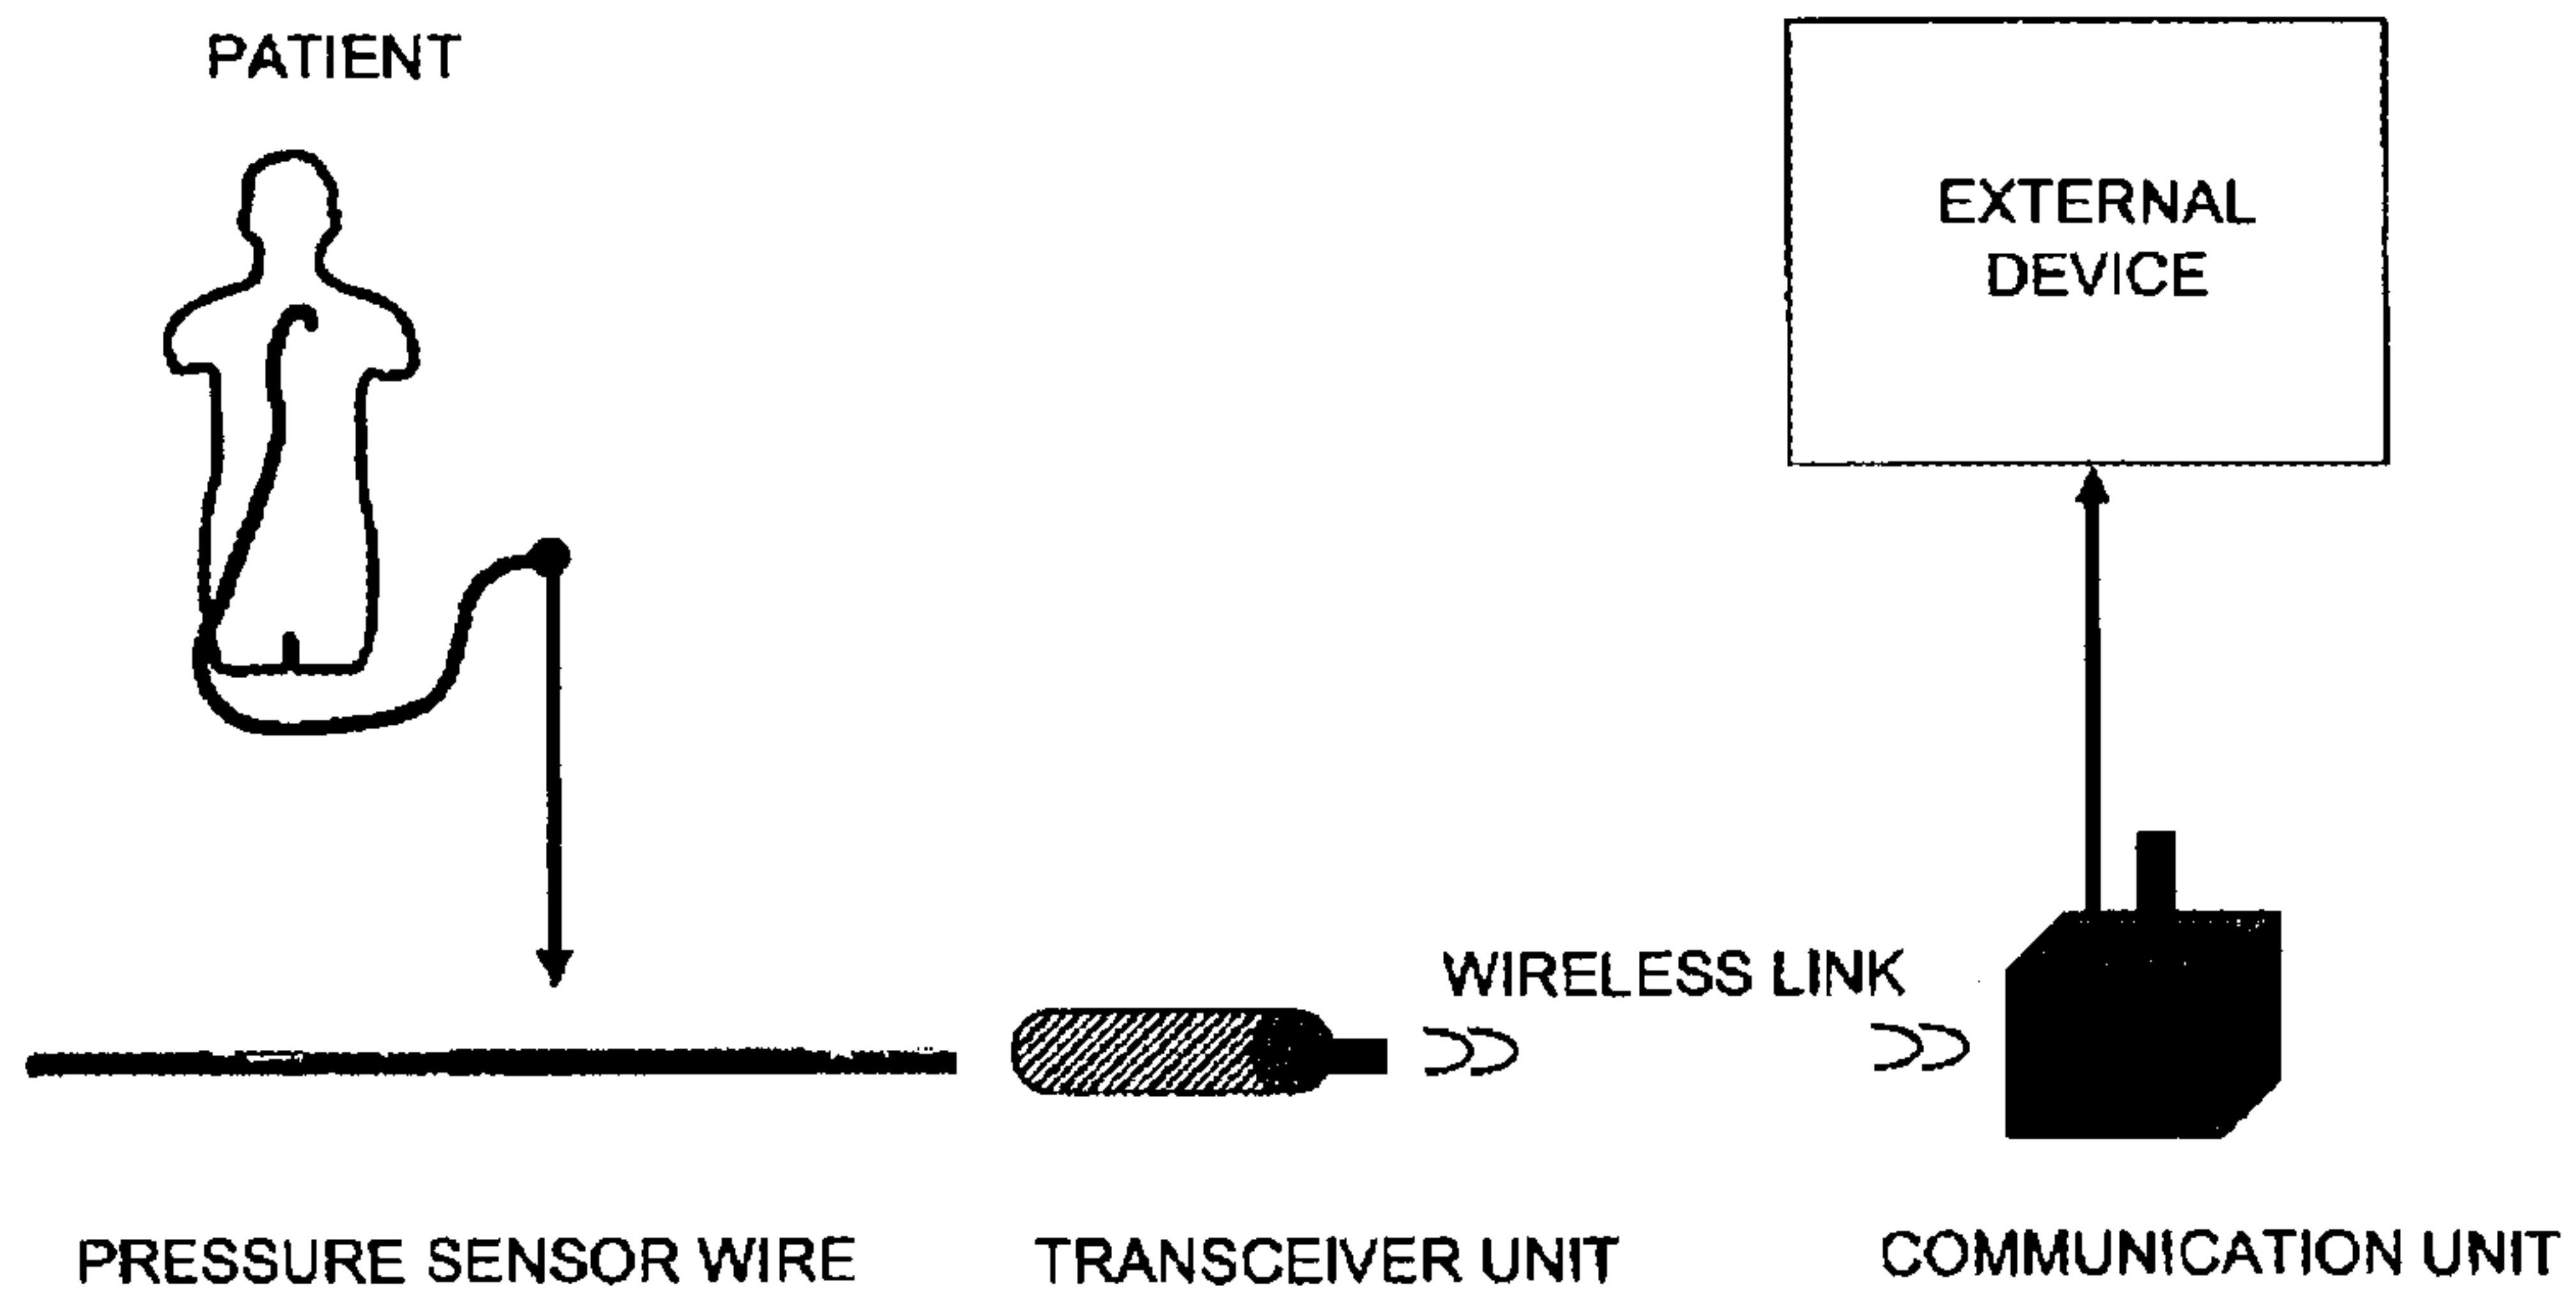 PATIENT
EXTERNAL
DEVICE
WIRELESS LINK
PRESSURE SENSOR WIRE
TRANSCEIVER UNIT
COMMUNICATION UNIT